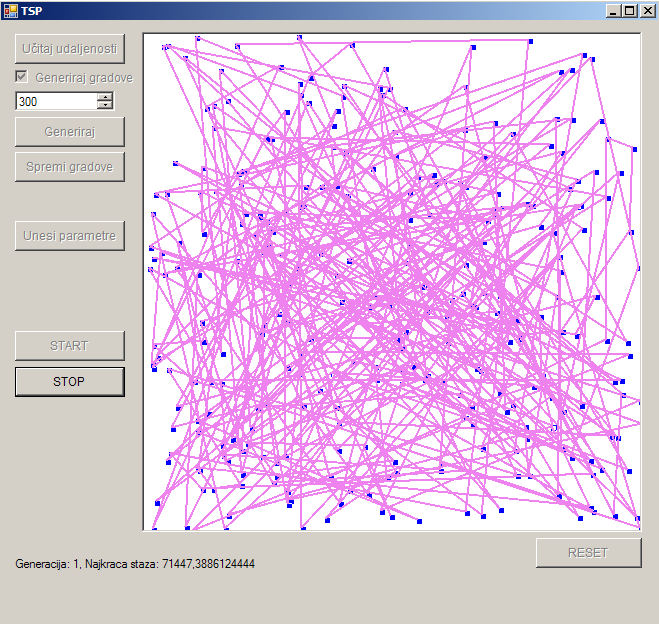 TSP
Učitaj udaljenosti
Generiraj gradove
300
Generiraj
Spremi gradove
Unesi parametre
START
STOP
RESET
Generacija: 1, Najkraca staza: 71447,3886124444